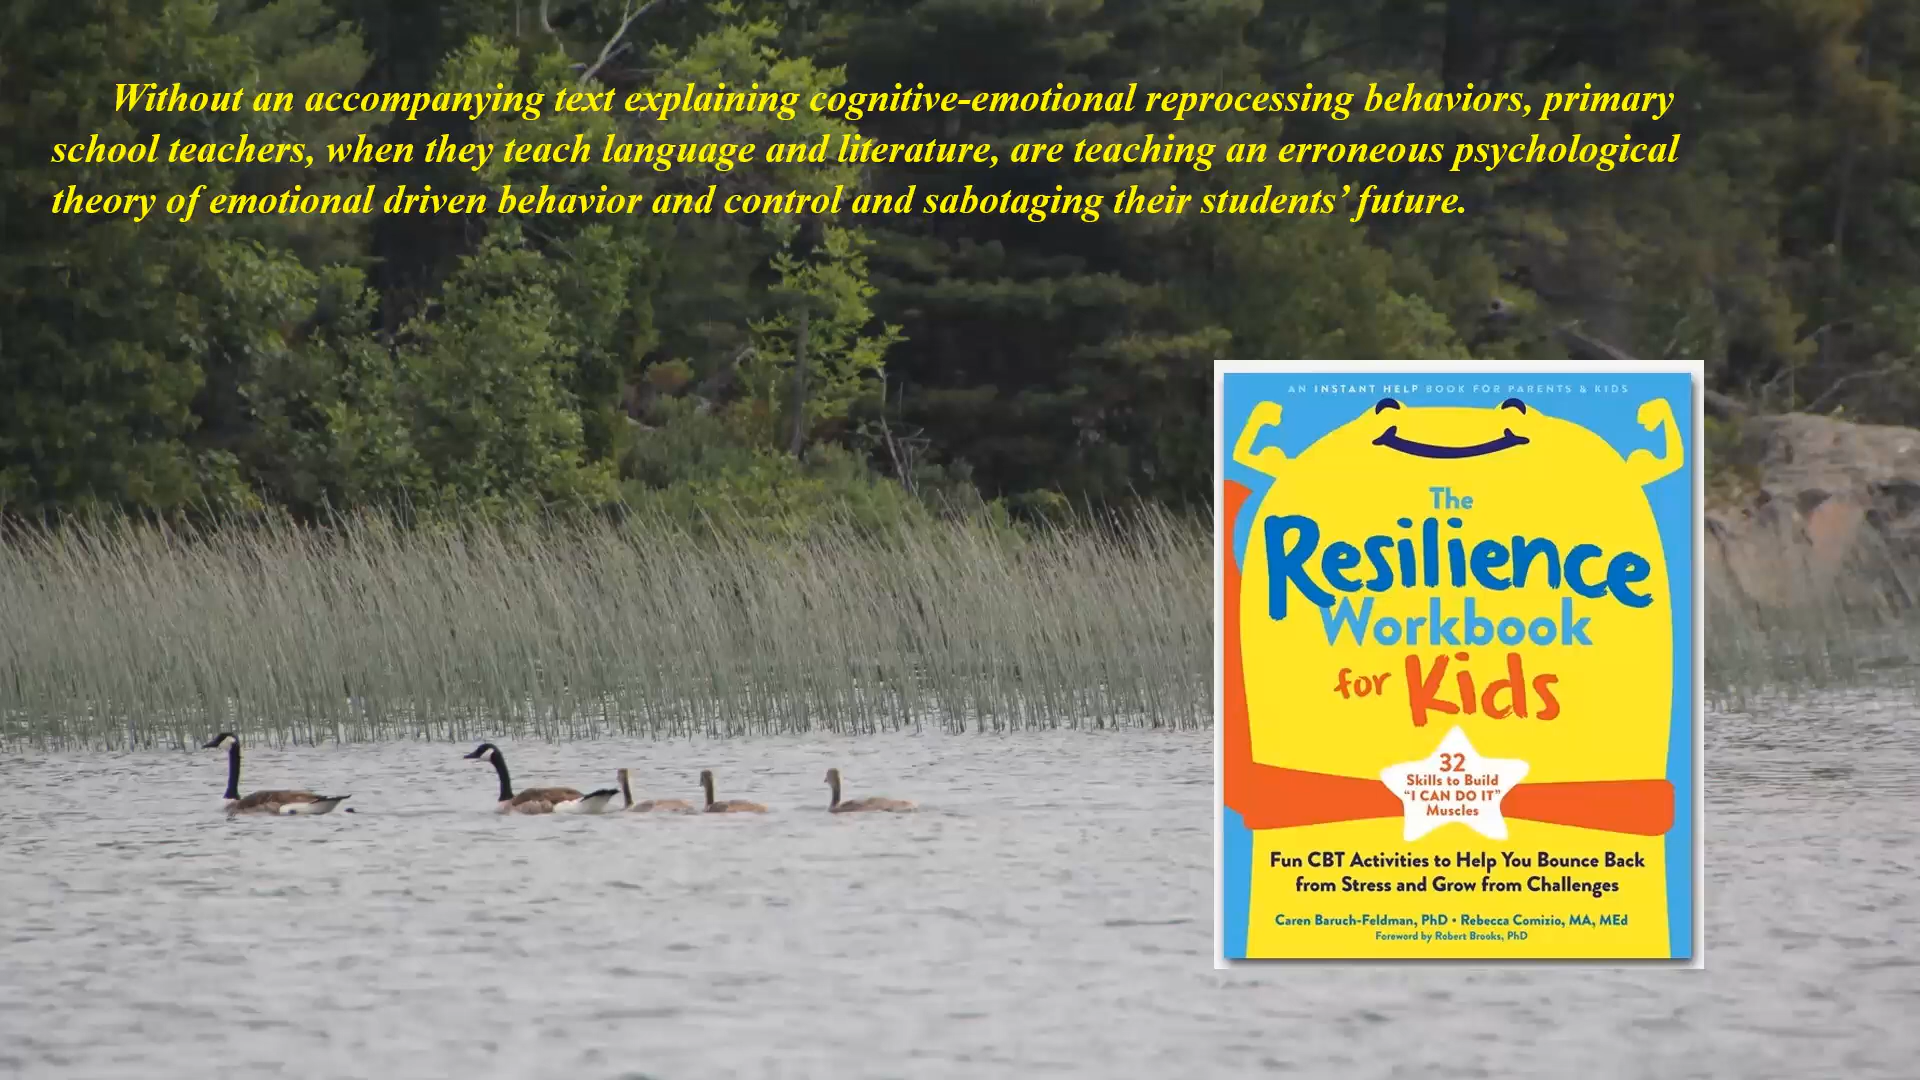 Without an accompanying text explaining cognitive-emotional reprocessing behaviors, primary
school teachers, when they teach language and literature, are teaching an erroneous psychological
theory of emotional driven behavior and control and sabotaging their students’ future.
AN INSTANT HELP BOOK FOR PARENTS & KIDS
The
Resilience
Workbook
for Kids
32
Skills to Build
“I CAN DO IT”
Muscles
Fun CBT Activities to Help You Bounce Back
from Stress and Grow from Challenges
Caren Baruch-Feldman, PhD • Rebecca Comizio, MA, MEd
Foreword by Robert Brooks, PhD